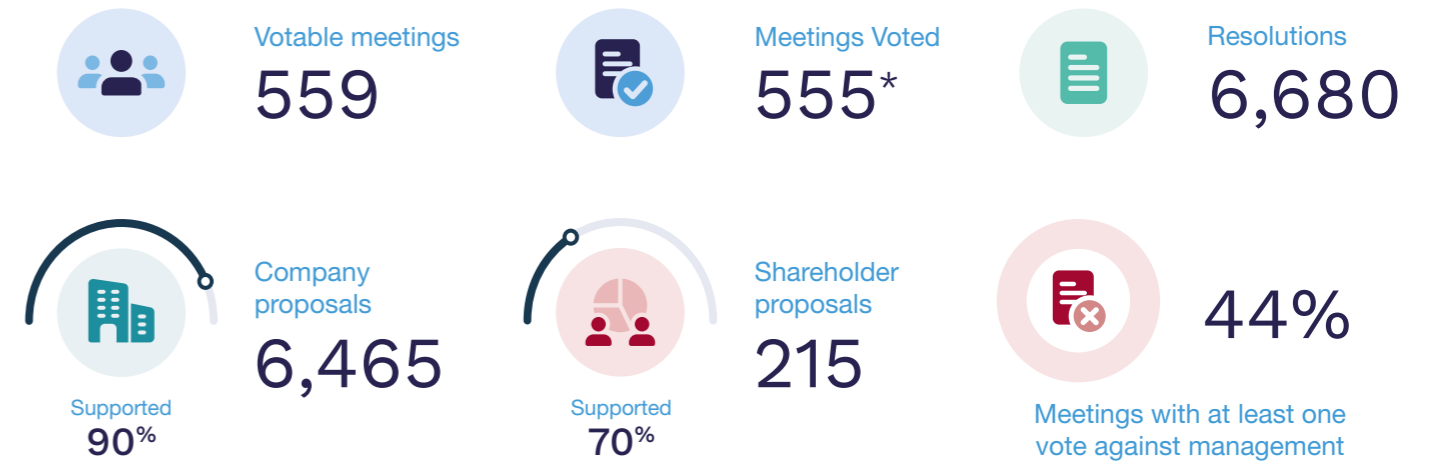 Votable meetings
559
Meetings Voted
555*
Resolutions
6,680
Company
proposals
6,465
Supported
90%
Shareholder
proposals
215
Supported
70%
44%
Meetings with at least one
vote against management